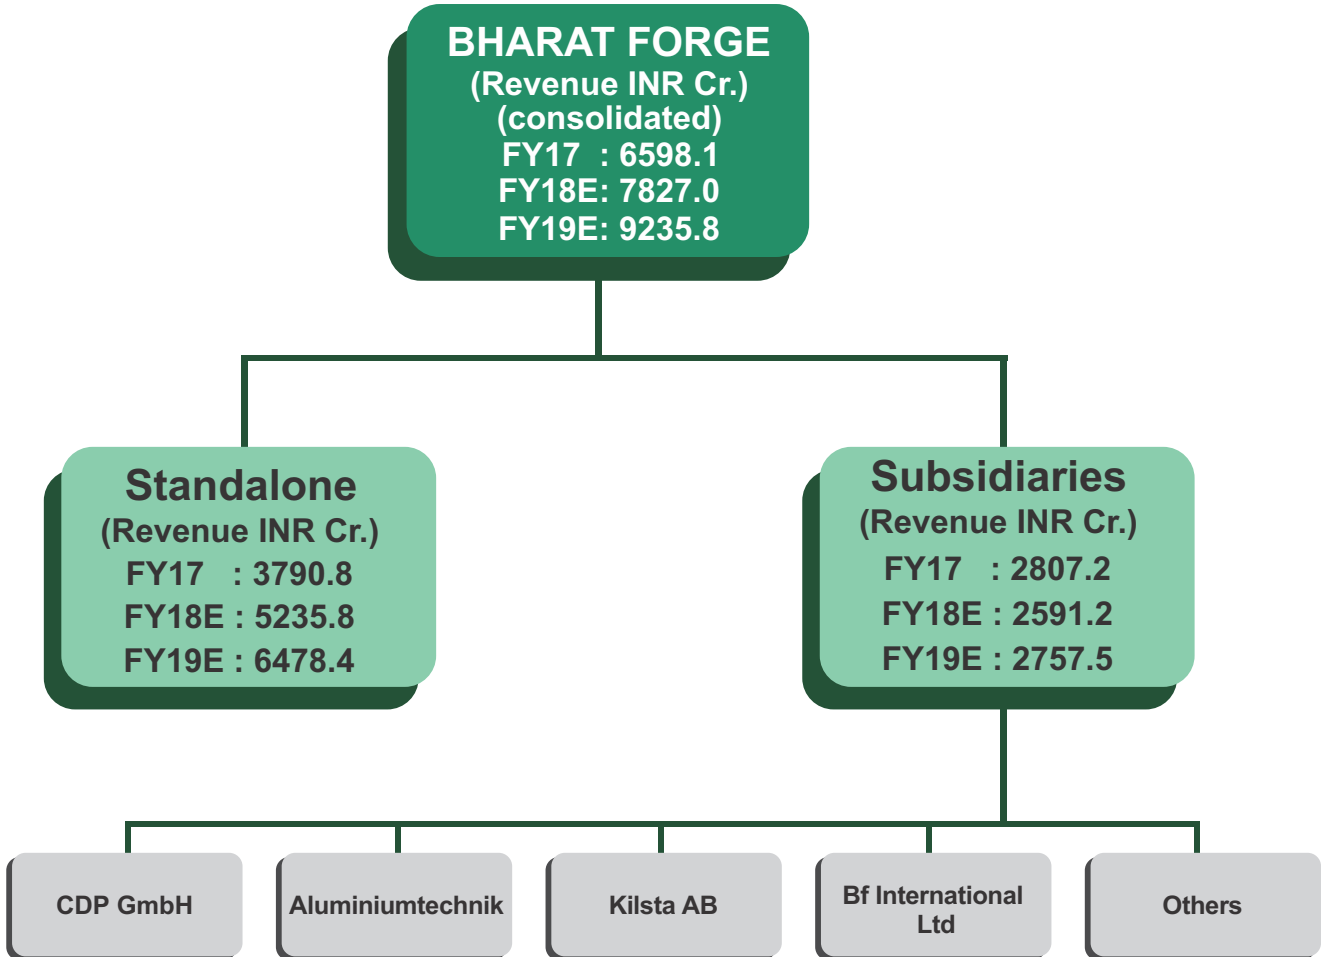 BHARAT FORGE
(Revenue INR Cr.)
(consolidated)
FY17 : 6598.1
FY18E: 7827.0
FY19E: 9235.8
Standalone
(Revenue INR Cr.)
FY17 : 3790.8
FY18E : 5235.8
FY19E : 6478.4
Subsidiaries
(Revenue INR Cr.)
FY17 : 2807.2
FY18E : 2591.2
FY19E : 2757.5
CDP GmbH
Aluminiumtechnik
Kilsta AB
Bf International
Ltd
Others